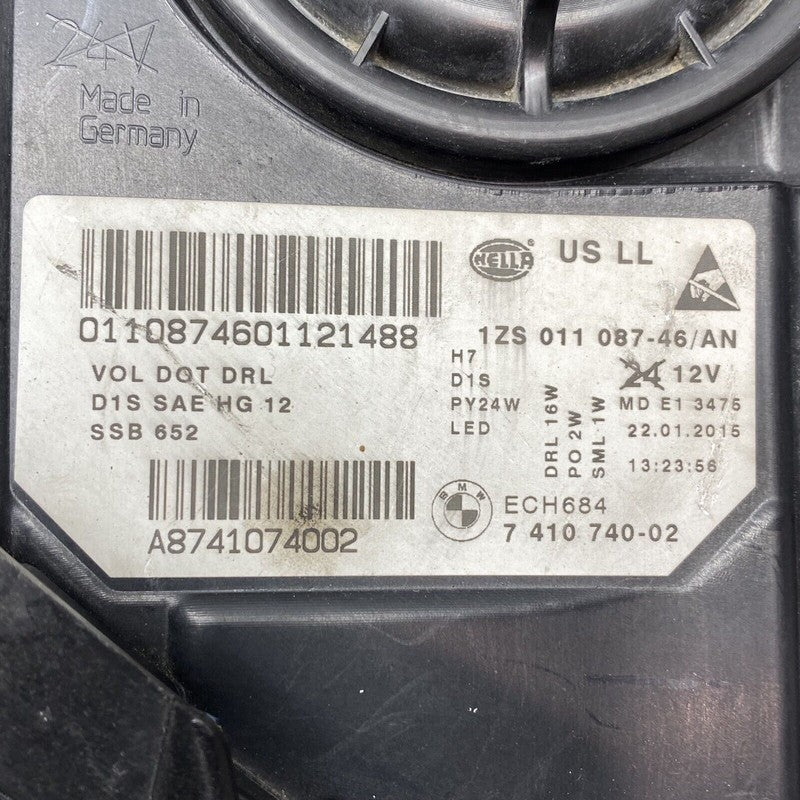 24V
Made in
Germany
HELLA ® US LL
0110874601121488
1ZS 011 087-46/AN
VOL DOT DRL
D1S SAE HG 12
SSB 652
H7
D1S
PY24W
LED
DRL 16W
PO 2W
SML 1W
24 12V
MD E1 3475
22.01.2015
13:23:56
A8741074002
BMW
ECH684
7 410 740-02